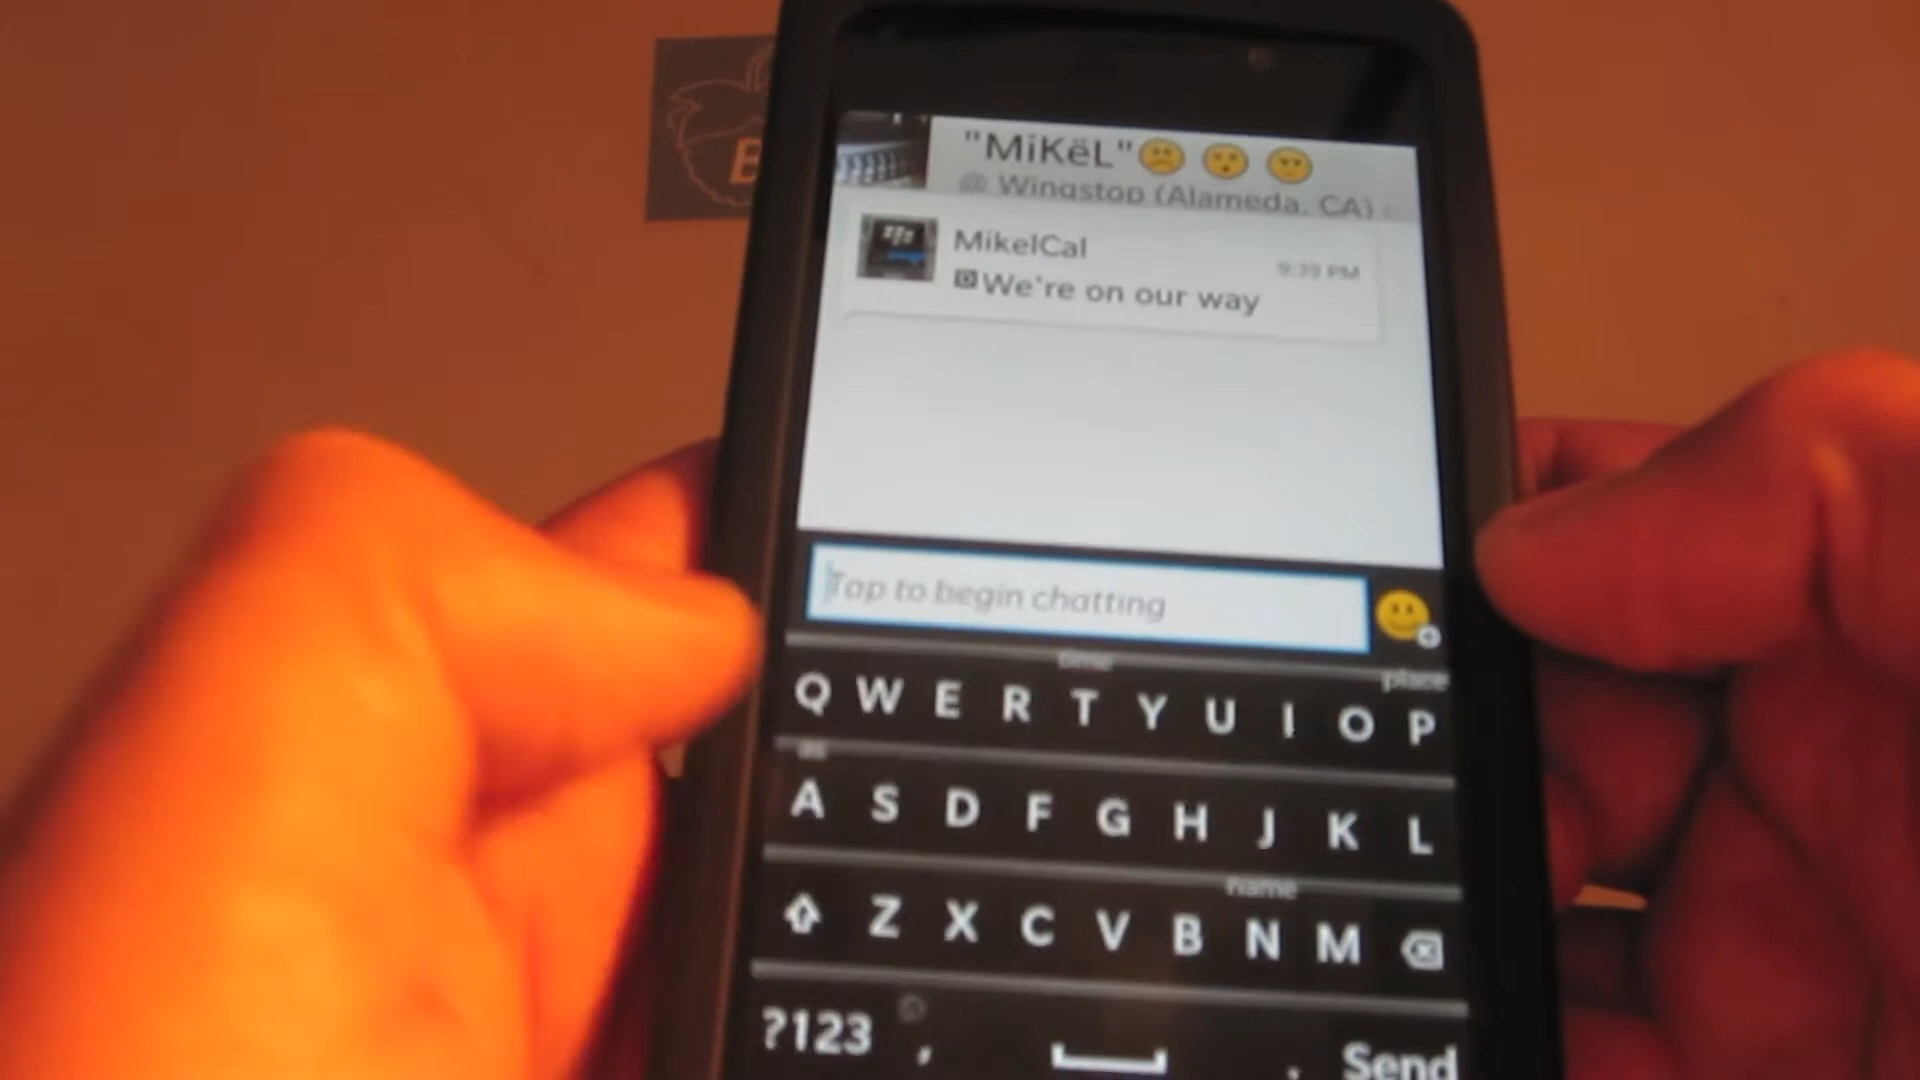 B
"MiKëL"
@ Wingstop (Alameda, CA)
MikelCal
9:39 PM
D We're on our way
Tap to begin chatting
time
place
Q W E R T Y U I O P
as
A S D F G H J K L
name
Z X C V B N M
?123 , . Send